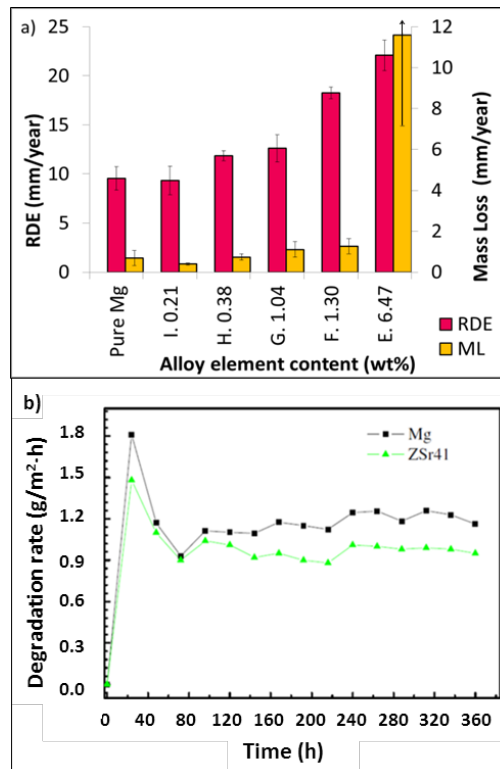 a)
25
20
15
10
5
0
RDE (mm/year)
12
10
8
6
4
2
0
Mass Loss (mm/year)
Pure Mg
I. 0.21
H. 0.38
G. 1.04
F. 1.30
E. 6.47
RDE
ML
Alloy element content (wt%)
b)
Mg
ZSr41
1.8
1.5
1.2
0.9
0.6
0.3
0.0
Degradation rate (g/m²-h)
0 40 80 120 160 200 240 280 320 360
Time (h)